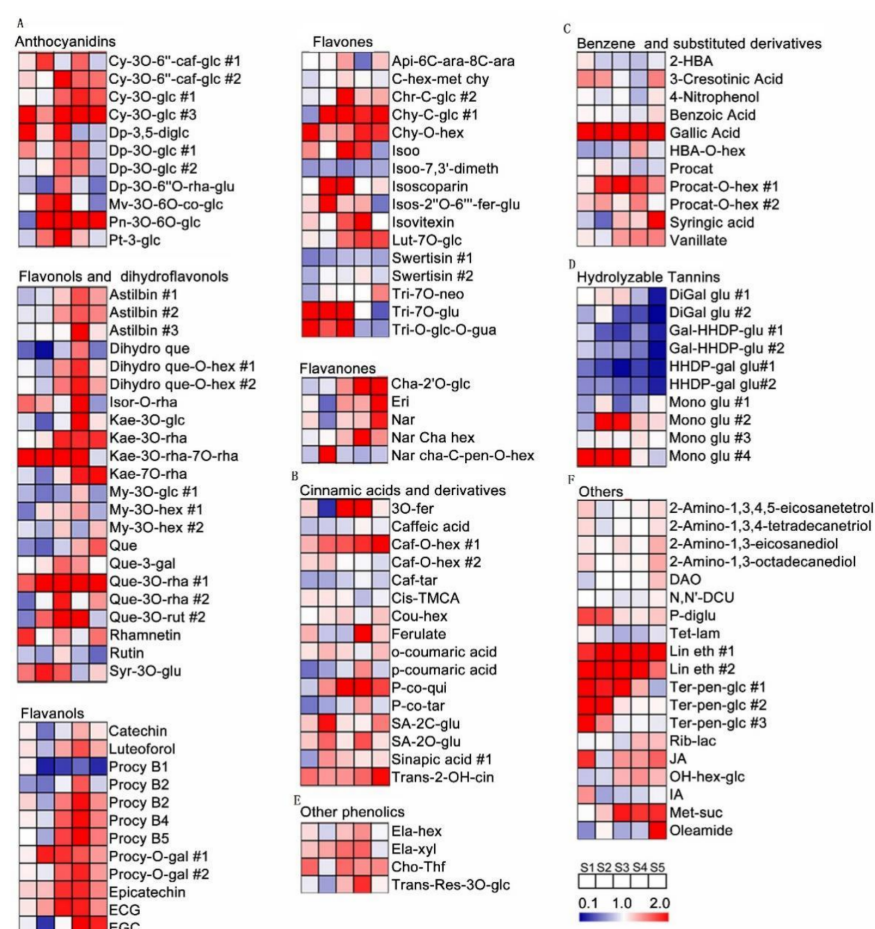 A
Anthocyanidins
Cy-3O-6"-caf-glc #1
Cy-3O-6"-caf-glc #2
Cy-3O-glc #1
Cy-3O-glc #3
Dp-3,5-diglc
Dp-3O-glc #1
Dp-3O-glc #2
Dp-3O-6"O-rha-glu
Mv-3O-6O-co-glc
Pn-3O-6O-glc
Pt-3-glc
Flavonols and dihydroflavonols
Astilbin #1
Astilbin #2
Astilbin #3
Dihydro que
Dihydro que-O-hex #1
Dihydro que-O-hex #2
Isor-O-rha
Kae-3O-glc
Kae-3O-rha
Kae-3O-rha-7O-rha
Kae-7O-rha
My-3O-glc #1
My-3O-hex #1
My-3O-hex #2
Que
Que-3-gal
Que-3O-rha #1
Que-3O-rha #2
Que-3O-rut #2
Rhamnetin
Rutin
Syr-3O-glu
Flavanols
Catechin
Luteoforol
Procy B1
Procy B2
Procy B2
Procy B4
Procy B5
Procy-O-gal #1
Procy-O-gal #2
Epicatechin
ECG
EGC
Flavones
Api-6C-ara-8C-ara
C-hex-met chy
Chr-C-glc #2
Chy-C-glc #1
Chy-O-hex
Isoo
Isoo-7,3'-dimeth
Isoscoparin
Isos-2"O-6"'-fer-glu
Isovitexin
Lut-7O-glc
Swertisin #1
Swertisin #2
Tri-7O-neo
Tri-7O-glu
Tri-O-glc-O-gua
Flavanones
Cha-2'O-glc
Eri
Nar
Nar Cha hex
Nar cha-C-pen-O-hex
B
Cinnamic acids and derivatives
3O-fer
Caffeic acid
Caf-O-hex #1
Caf-O-hex #2
Caf-tar
Cis-TMCA
Cou-hex
Ferulate
o-coumaric acid
p-coumaric acid
P-co-qui
P-co-tar
SA-2C-glu
SA-2O-glu
Sinapic acid #1
Trans-2-OH-cin
E
Other phenolics
Ela-hex
Ela-xyl
Cho-Thf
Trans-Res-3O-glc
C
Benzene and substituted derivatives
2-HBA
3-Cresotinic Acid
4-Nitrophenol
Benzoic Acid
Gallic Acid
HBA-O-hex
Procat
Procat-O-hex #1
Procat-O-hex #2
Syringic acid
Vanillate
D
Hydrolyzable Tannins
DiGal glu #1
DiGal glu #2
Gal-HHDP-glu #1
Gal-HHDP-glu #2
HHDP-gal glu#1
HHDP-gal glu#2
Mono glu #1
Mono glu #2
Mono glu #3
Mono glu #4
F
Others
2-Amino-1,3,4,5-eicosanetetrol
2-Amino-1,3,4-tetradecanetriol
2-Amino-1,3-eicosanediol
2-Amino-1,3-octadecanediol
DAO
N,N'-DCU
P-diglu
Tet-lam
Lin eth #1
Lin eth #2
Ter-pen-glc #1
Ter-pen-glc #2
Ter-pen-glc #3
Rib-lac
JA
OH-hex-glc
IA
Met-suc
Oleamide
S1 S2 S3 S4 S5
0.1 1.0 2.0